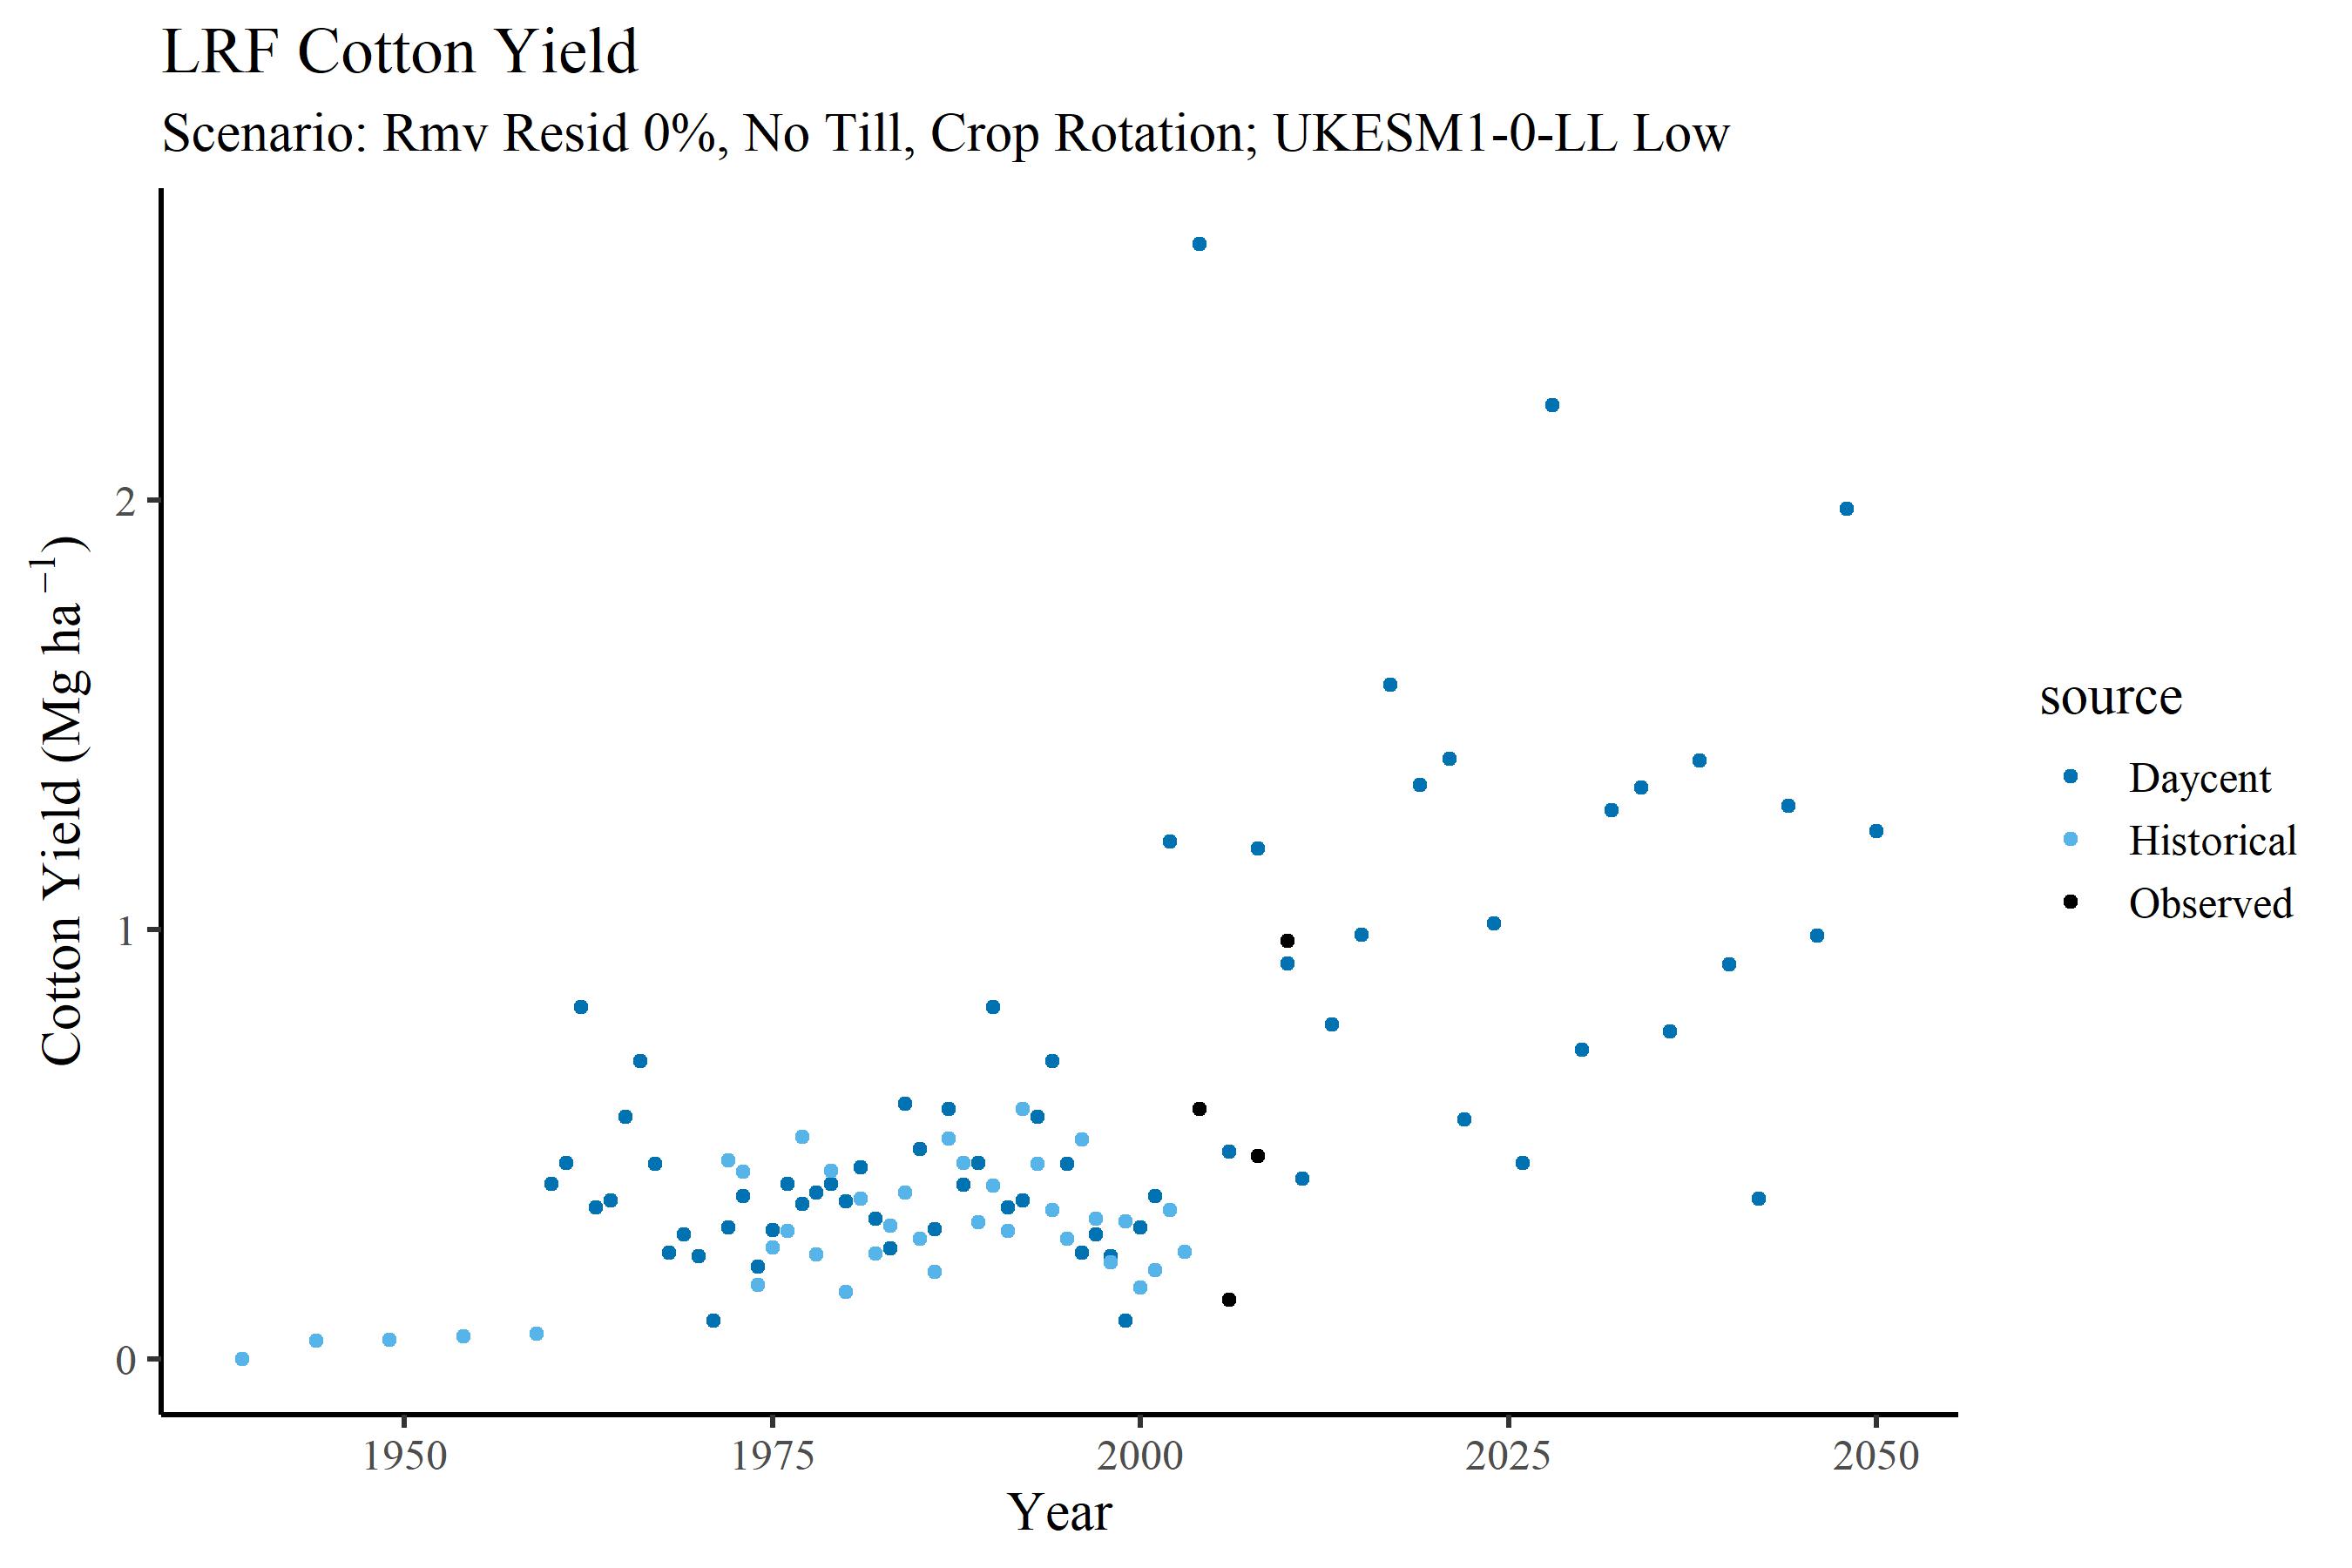 LRF Cotton Yield
Scenario: Rmv Resid 0%, No Till, Crop Rotation; UKESM1-0-LL Low
Cotton Yield (Mg ha −1)
2
1
0
1950 1975 2000 2025 2050
Year
source
Daycent
Historical
Observed